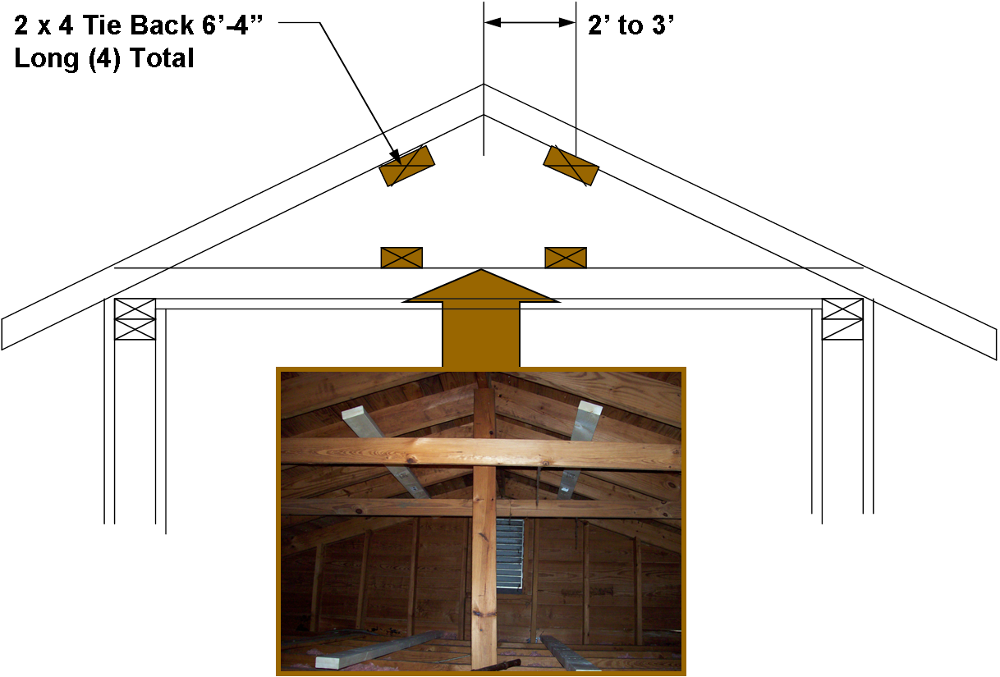 2 x 4 Tie Back 6’-4” 
Long (4) Total
2’ to 3’